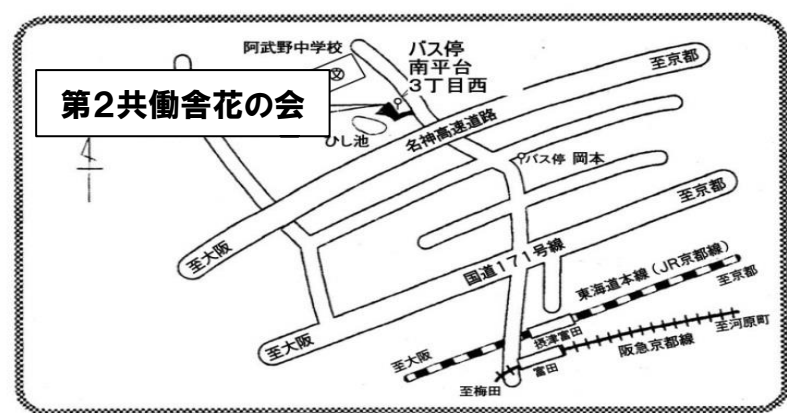 阿武野中学校
バス停
南平台
3丁目西
至京都
第2共働舎花の会
文
ひし池
名神高速道路
バス停 岡本
至京都
至大阪
国道171号線
東海道本線(JR京都線)
至京都
摂津富田
至河原町
至大阪
至大阪
阪急京都線
富田
至梅田